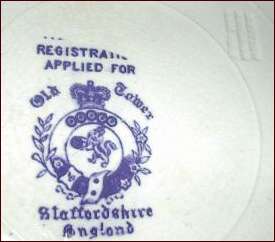 REGISTRATI
APPLIED FOR
Old Tower
Staffordshire
England